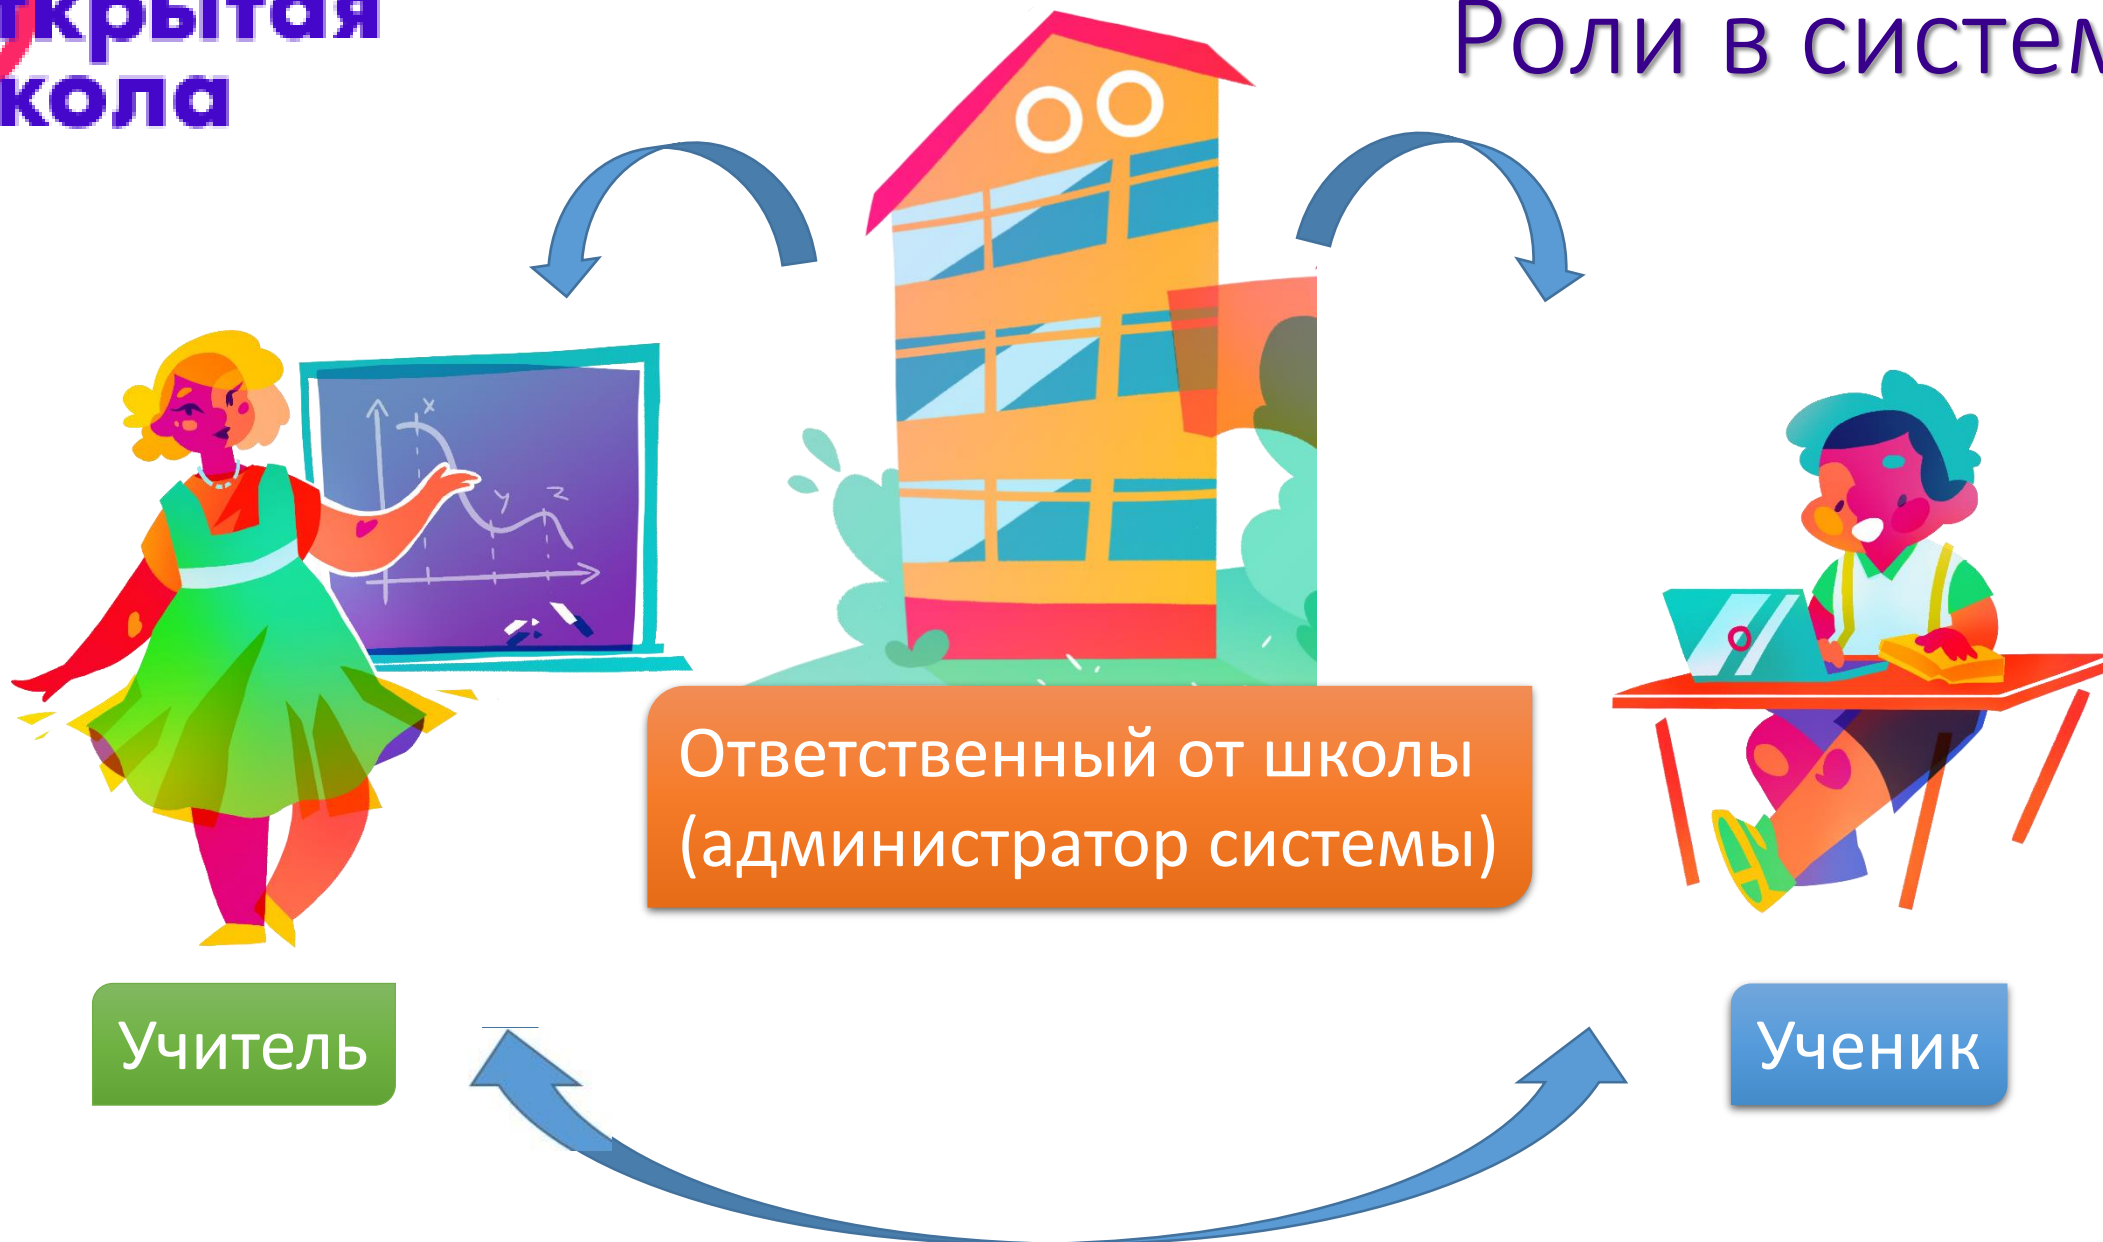 ткрытая
кола
Роли в систем
x
y
z
Ответственный от школы
(администратор системы)
Учитель
Ученик